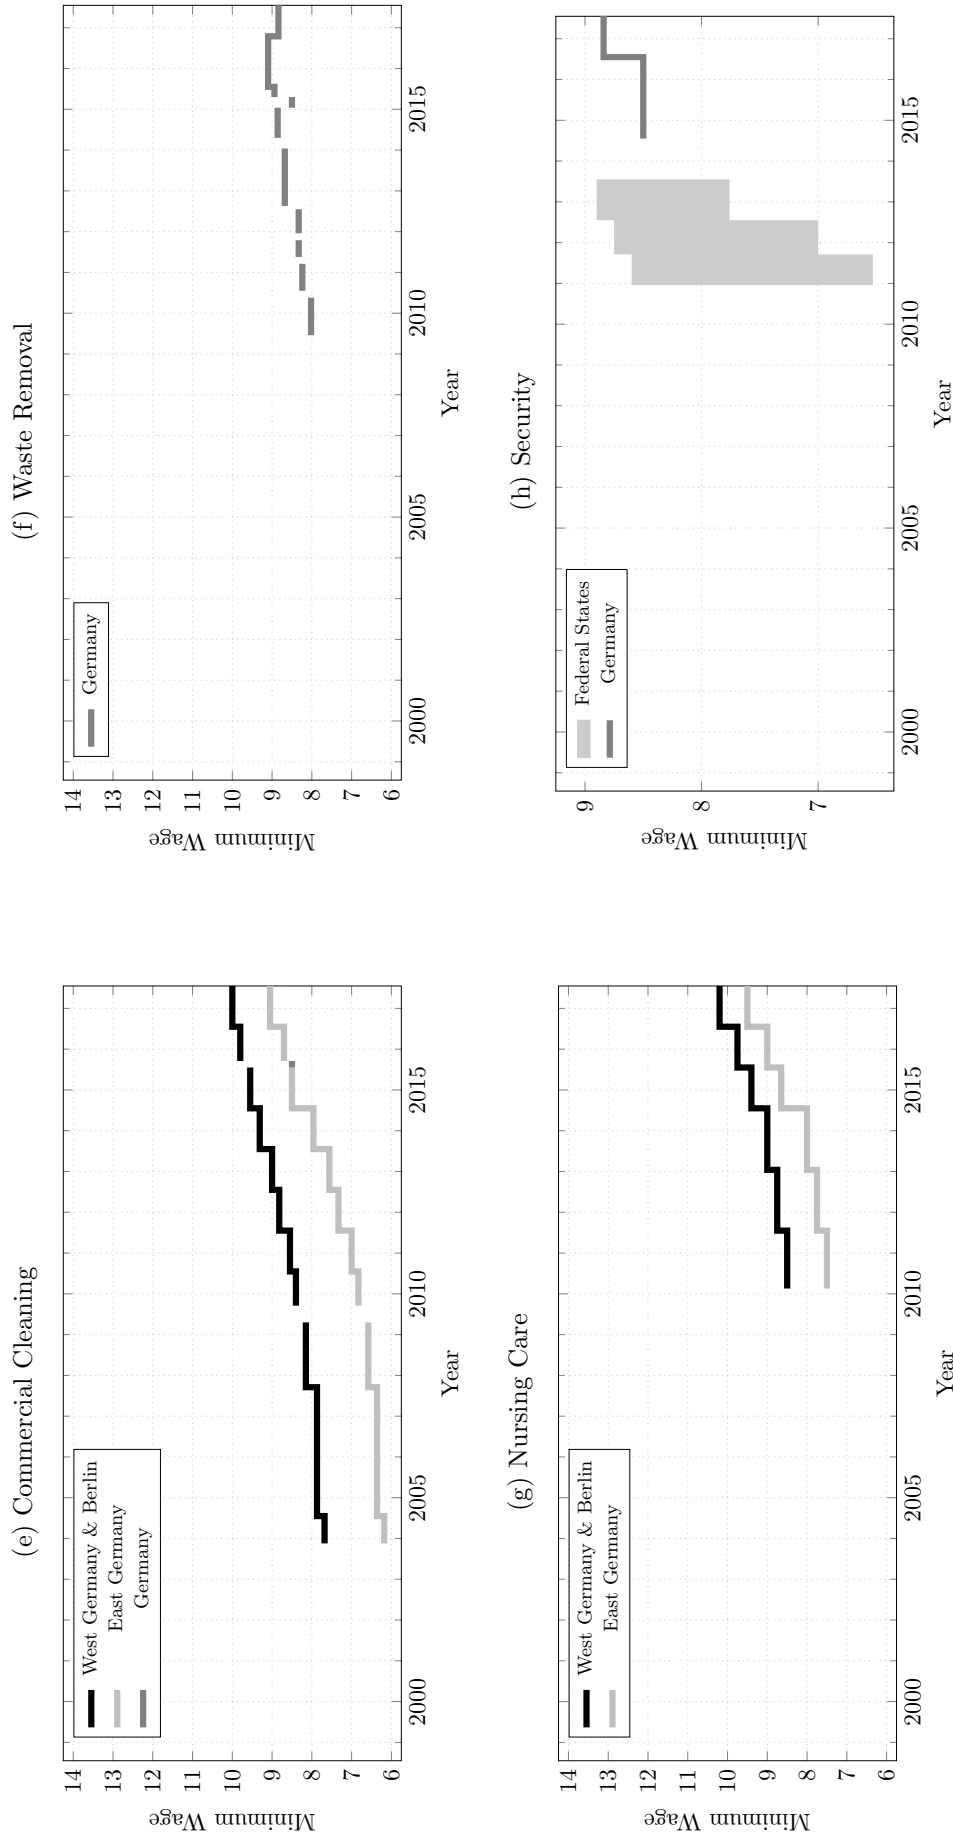 (e) Commercial Cleaning
14
13
12
11
10
9
8
7
6
Minimum Wage
West Germany & Berlin
East Germany
Germany
2000
2005
2010
2015
Year
(f) Waste Removal
14
13
12
11
10
9
8
7
6
Minimum Wage
Germany
2000
2005
2010
2015
Year
(g) Nursing Care
14
13
12
11
10
9
8
7
6
Minimum Wage
West Germany & Berlin
East Germany
2000
2005
2010
2015
Year
(h) Security
9
8
7
Minimum Wage
Federal States
Germany
2000
2005
2010
2015
Year